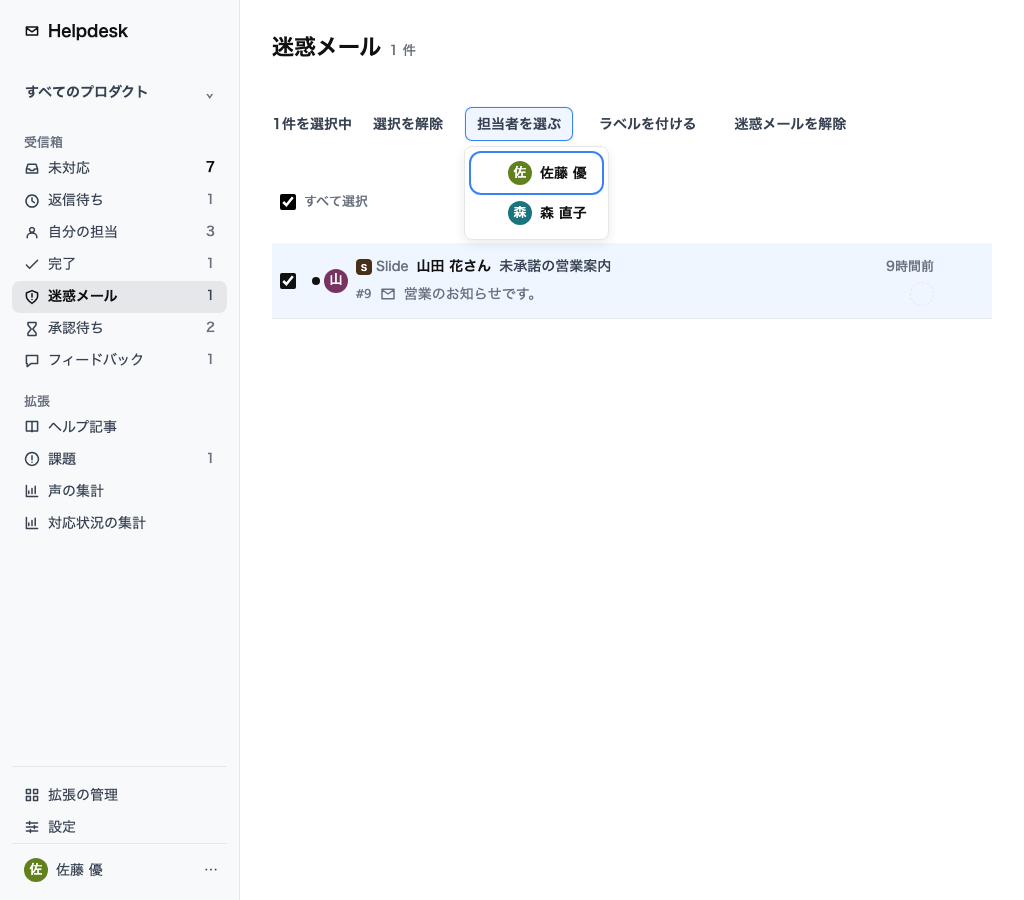 Helpdesk
すべてのプロダクト
受信箱
未対応 7
返信待ち 1
自分の担当 3
完了 1
迷惑メール 1
承認待ち 2
フィードバック 1
拡張
ヘルプ記事
課題 1
声の集計
対応状況の集計
拡張の管理
設定
佐 佐藤 優 …
迷惑メール 1 件
1件を選択中 選択を解除 担当者を選ぶ ラベルを付ける 迷惑メールを解除
佐 佐藤 優
森 森 直子
すべて選択
山 S Slide 山田 花さん 未承諾の営業案内 9時間前
#9 営業のお知らせです。